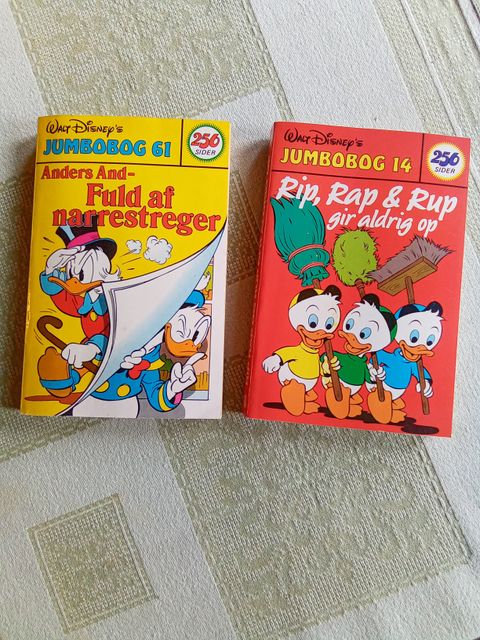 WALT DISNEY'S
JUMBOBOG 61
256
SIDER
Anders And-
Fuld af
narrestreger
WALT DISNEY'S
JUMBOBOG 14
256
SIDER
Rip, Rap & Rup
gir aldrig op